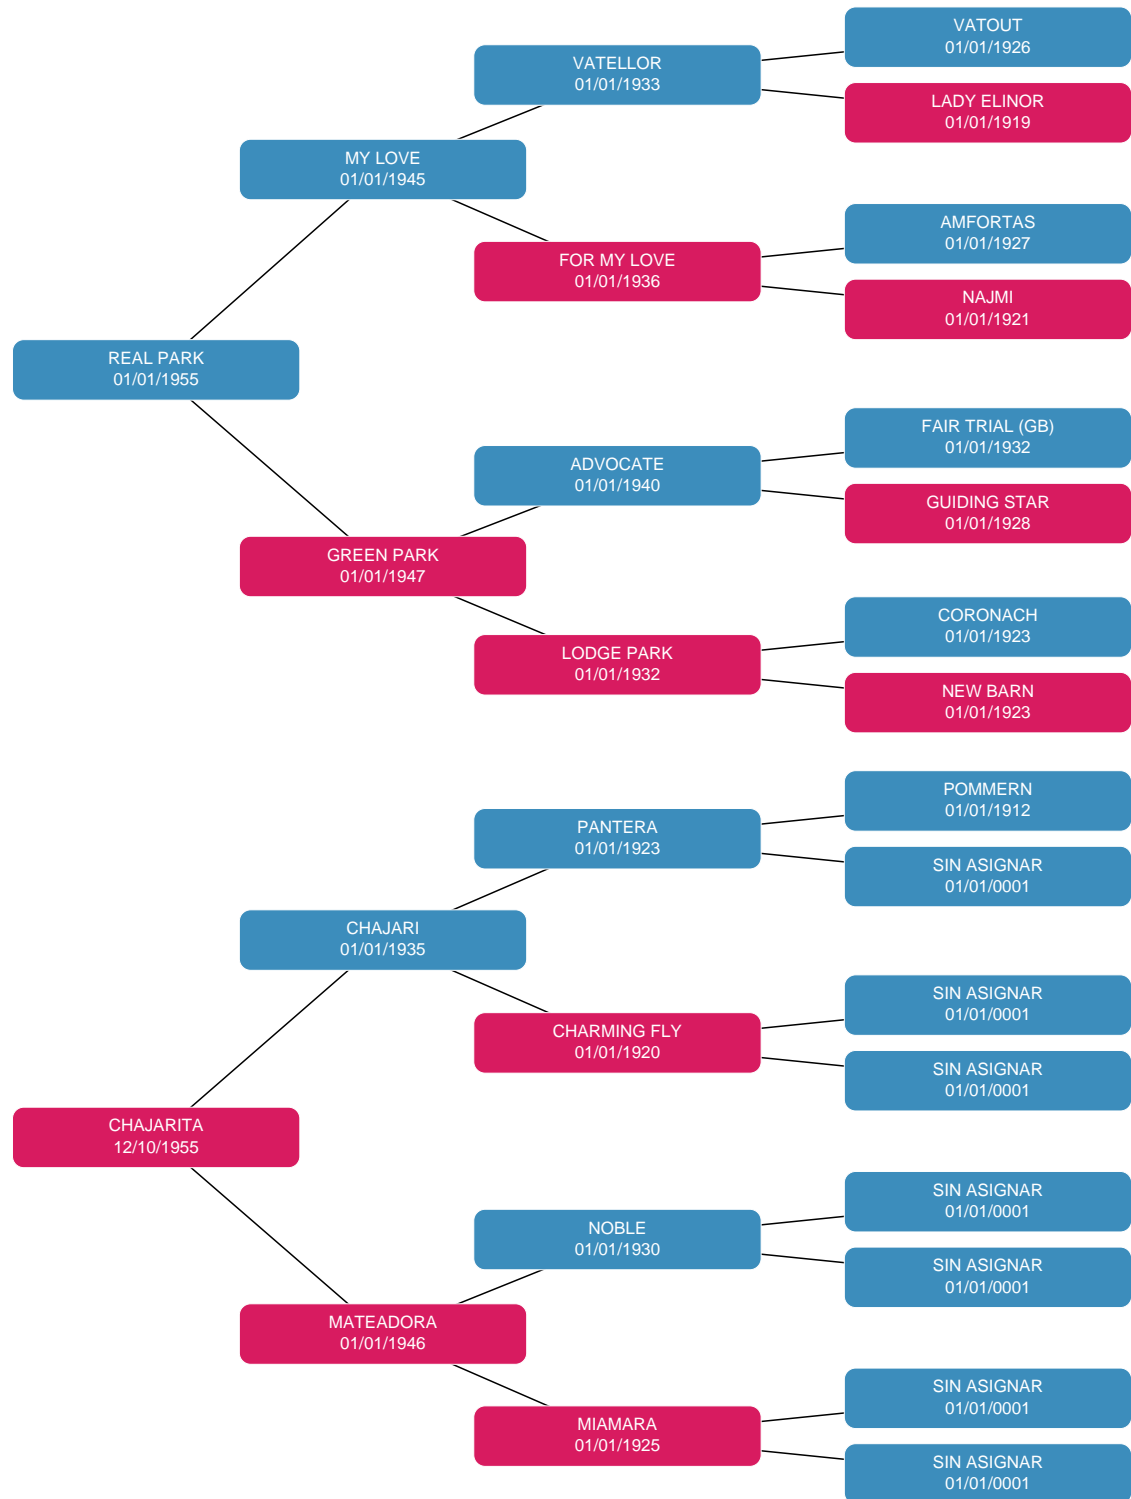 VATOUT
01/01/1926
VATELLOR
01/01/1933
LADY ELINOR
01/01/1919
MY LOVE
01/01/1945
AMFORTAS
01/01/1927
FOR MY LOVE
01/01/1936
NAJMI
01/01/1921
REAL PARK
01/01/1955
FAIR TRIAL (GB)
01/01/1932
ADVOCATE
01/01/1940
GUIDING STAR
01/01/1928
GREEN PARK
01/01/1947
CORONACH
01/01/1923
LODGE PARK
01/01/1932
NEW BARN
01/01/1923
POMMERN
01/01/1912
PANTERA
01/01/1923
SIN ASIGNAR
01/01/0001
CHAJARI
01/01/1935
SIN ASIGNAR
01/01/0001
CHARMING FLY
01/01/1920
SIN ASIGNAR
01/01/0001
CHAJARITA
12/10/1955
SIN ASIGNAR
01/01/0001
NOBLE
01/01/1930
SIN ASIGNAR
01/01/0001
MATEADORA
01/01/1946
SIN ASIGNAR
01/01/0001
MIAMARA
01/01/1925
SIN ASIGNAR
01/01/0001